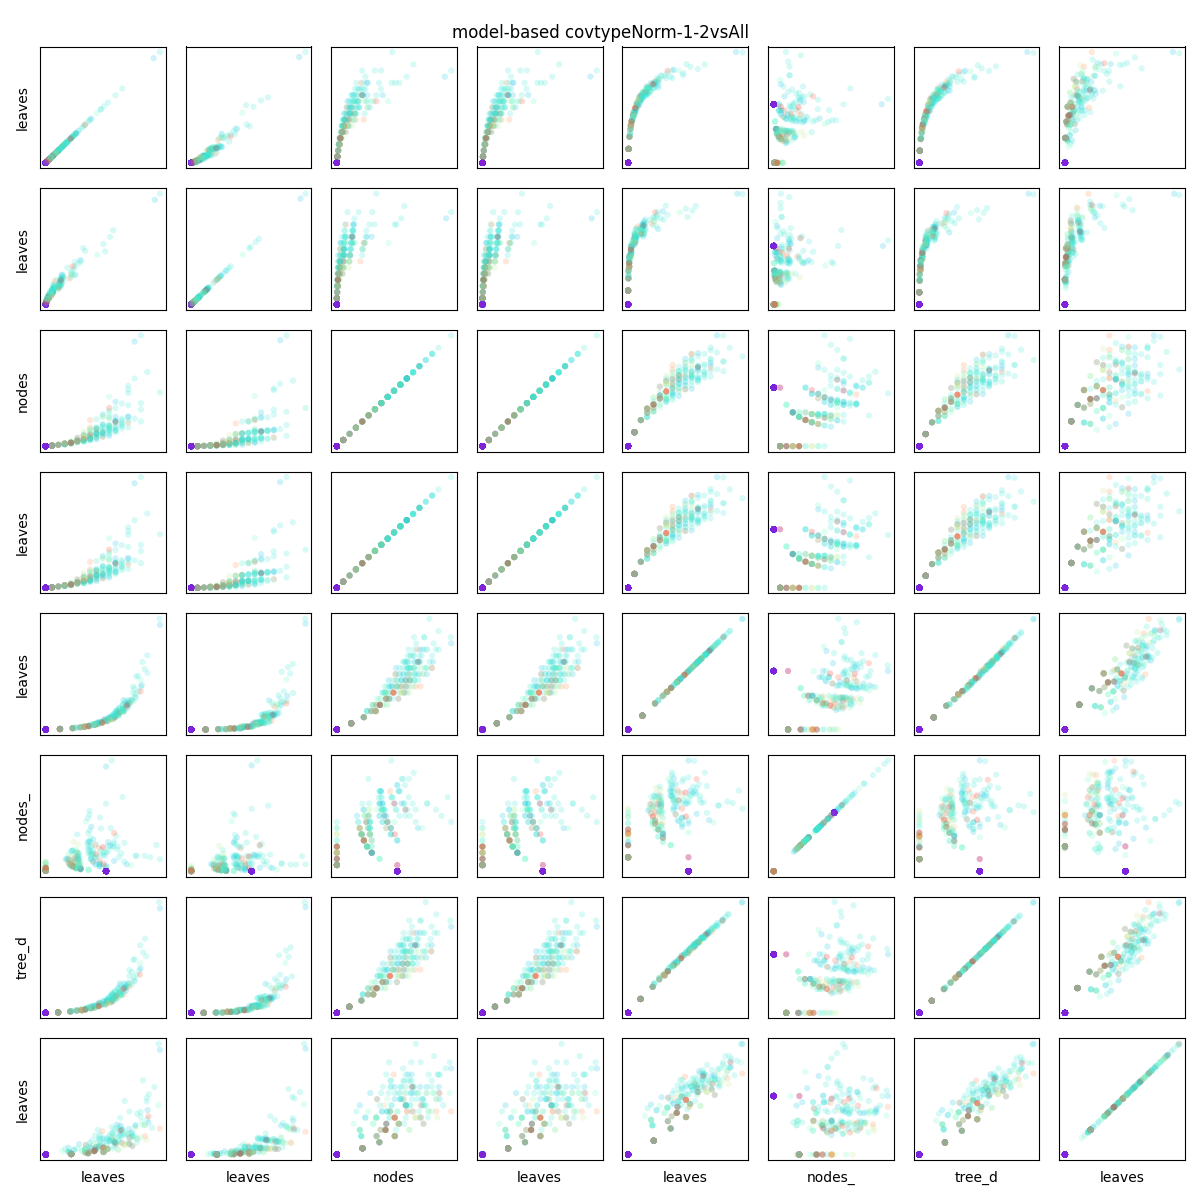 model-based covtypeNorm-1-2vsAll
leaves
leaves
nodes
leaves
leaves
nodes_
tree_d
leaves
leaves leaves nodes leaves leaves nodes_ tree_d leaves